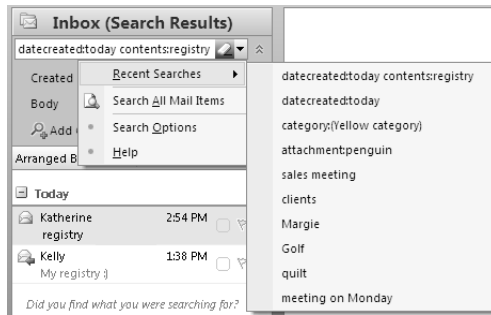 Inbox (Search Results)
datecreated:today contents:registry
Created
Body
Add
Arranged B
Recent Searches
Search All Mail Items
Search Options
Help
datecreated:today contents:registry
datecreated:today
category:(Yellow category)
attachment:penguin
sales meeting
clients
Margie
Golf
quilt
meeting on Monday
Today
Katherine 2:54 PM
registry
Kelly 1:38 PM
My registry :)
Did you find what you were searching for?